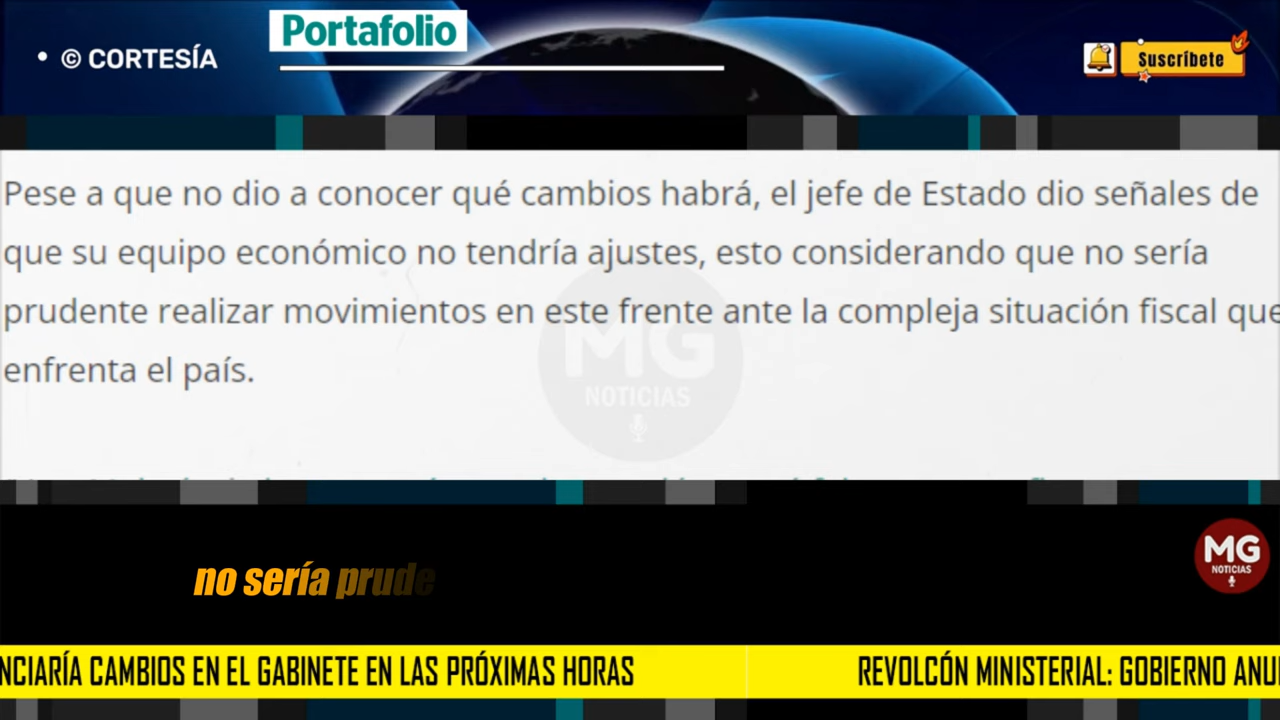 Portafolio
• © CORTESÍA
Suscríbete
Pese a que no dio a conocer qué cambios habrá, el jefe de Estado dio señales de
que su equipo económico no tendría ajustes, esto considerando que no sería
prudente realizar movimientos en este frente ante la compleja situación fiscal que
enfrenta el país.
MG
NOTICIAS
no sería prude
MG
NOTICIAS
NCIARÍA CAMBIOS EN EL GABINETE EN LAS PRÓXIMAS HORAS
REVOLCÓN MINISTERIAL: GOBIERNO ANU